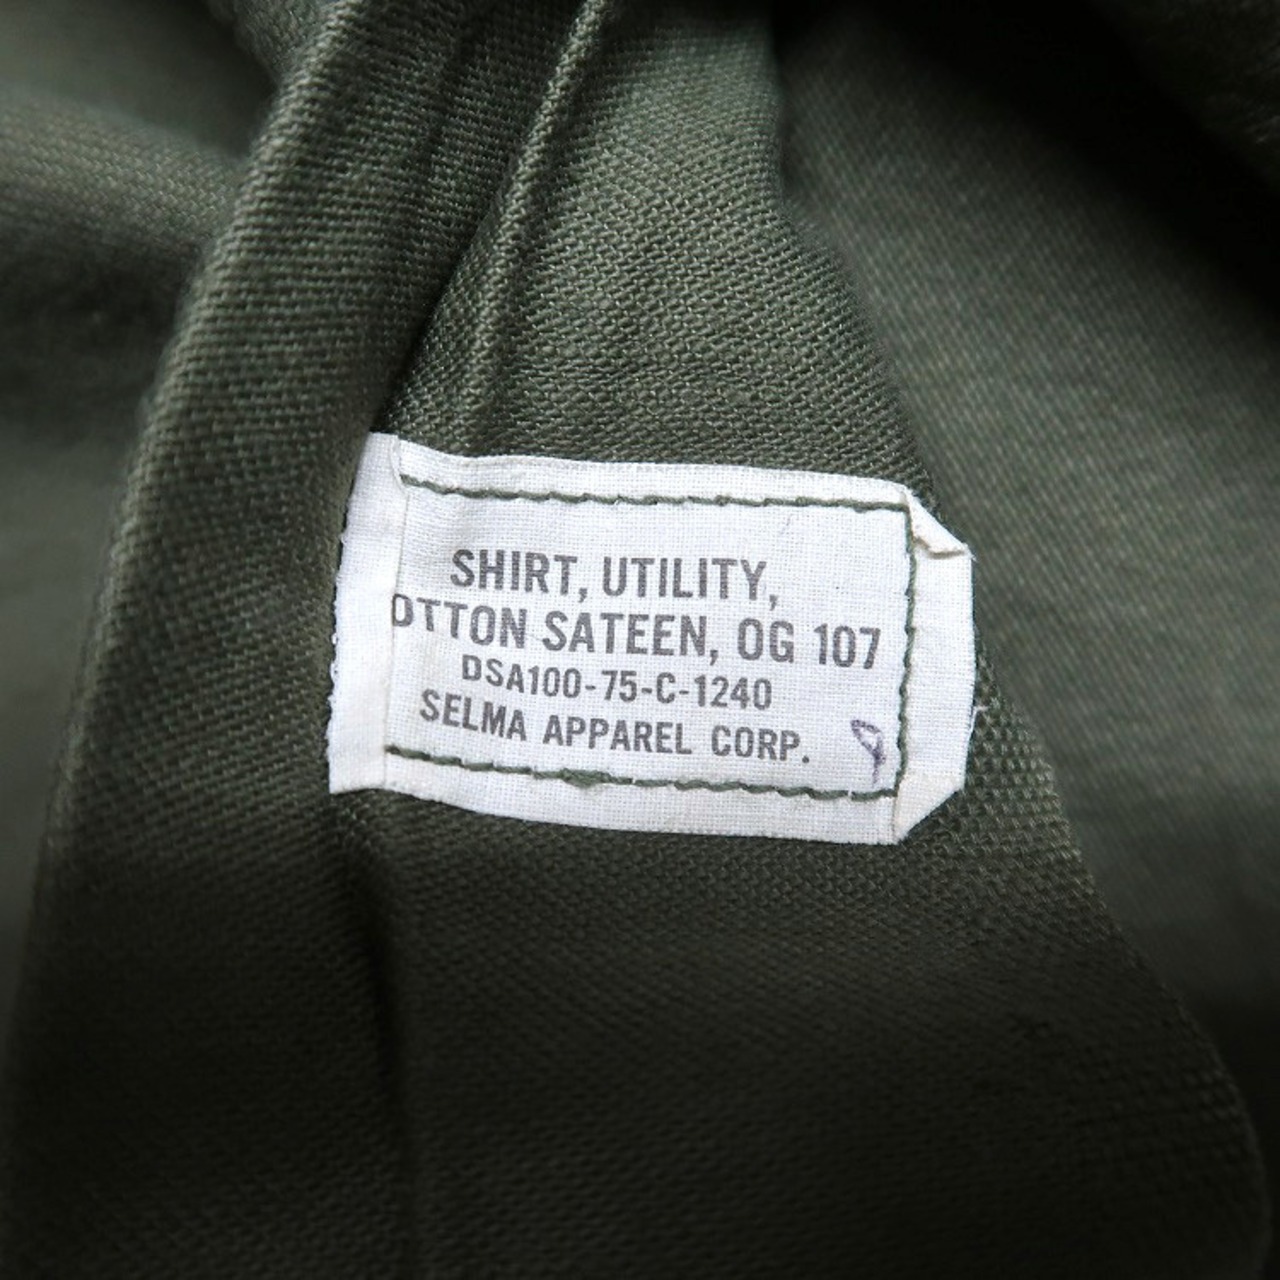 SHIRT, UTILITY,
OTTON SATEEN, OG 107
DSA100-75-C-1240
SELMA APPAREL CORP.